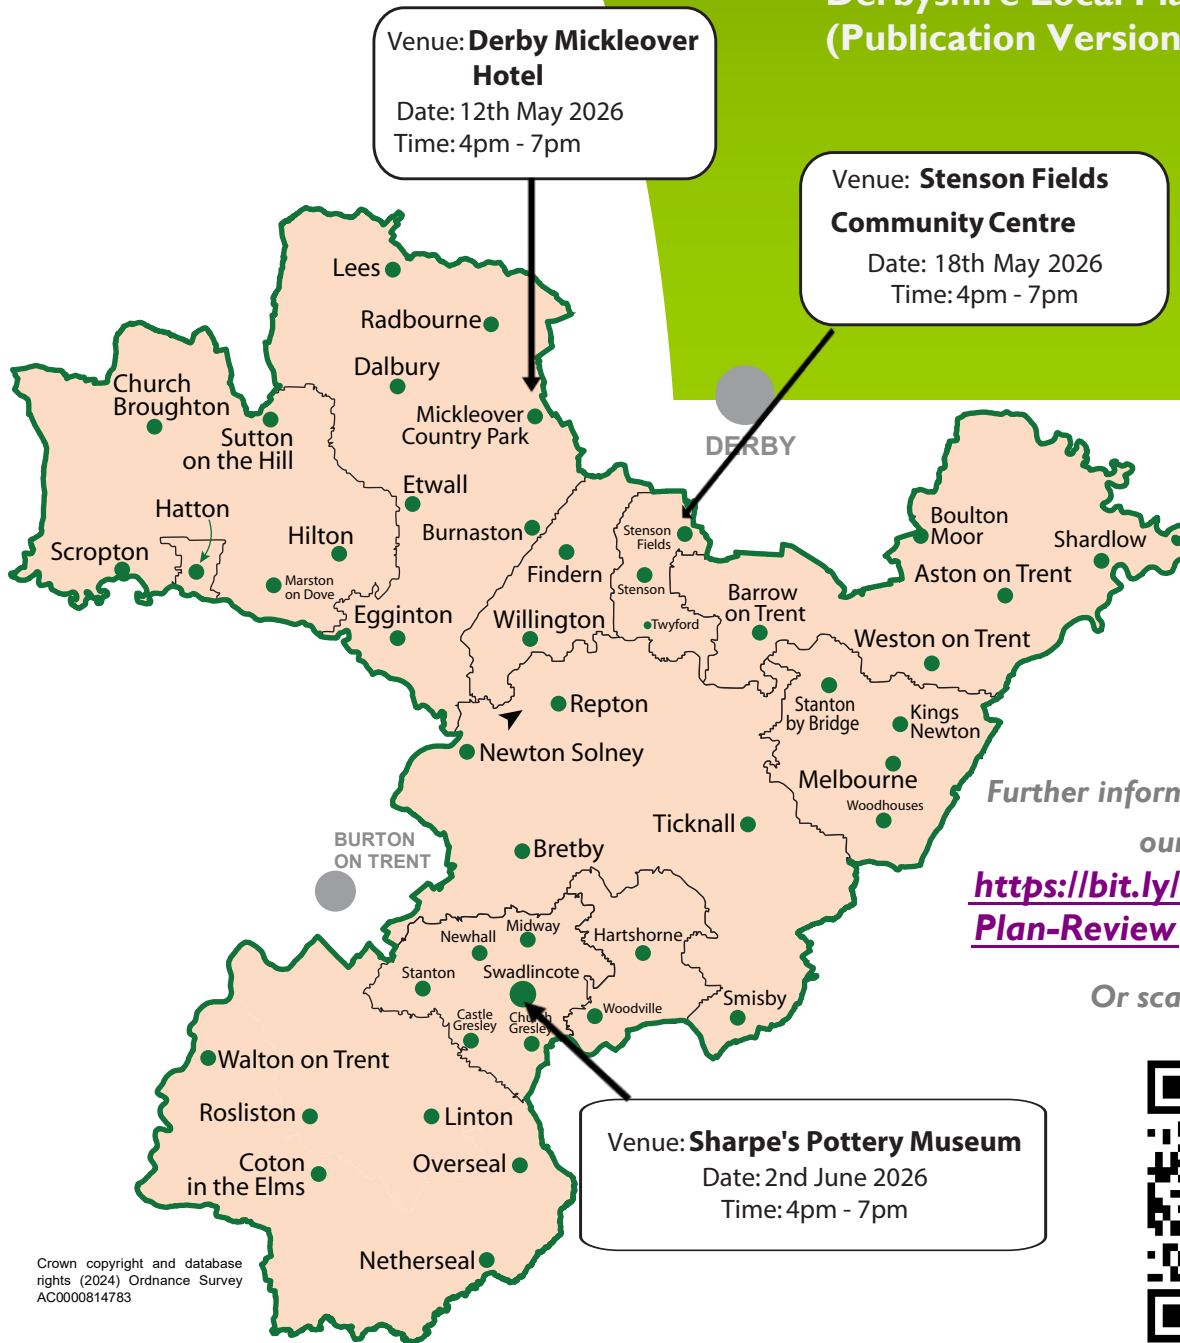 Derbyshire Local Pla
(Publication Version
Venue: Derby Mickleover
Hotel
Date: 12th May 2026
Time: 4pm - 7pm
Venue: Stenson Fields
Community Centre
Date: 18th May 2026
Time: 4pm - 7pm
Lees
Radbourne
Dalbury
Church
Broughton
Mickleover
Country Park
Sutton
on the Hill
DERBY
Etwall
Hatton
Burnaston
Hilton
Scropton
Marston
on Dove
Findern
Stenson
Fields
Stenson
Boulton
Moor
Shardlow
Aston on Trent
Egginton
Willington
Twyford
Barrow
on Trent
Weston on Trent
Repton
Stanton
by Bridge
Kings
Newton
Newton Solney
Melbourne
Woodhouses
Ticknall
Bretby
BURTON
ON TRENT
Further inform
our
https://bit.ly/
Plan-Review
Or sca
Midway
Newhall
Hartshorne
Stanton
Swadlincote
Castle
Gresley
Church
Gresley
Woodville
Smisby
Walton on Trent
Rosliston
Linton
Coton
in the Elms
Overseal
Netherseal
Venue: Sharpe's Pottery Museum
Date: 2nd June 2026
Time: 4pm - 7pm
Crown copyright and database
rights (2024) Ordnance Survey
AC0000814783